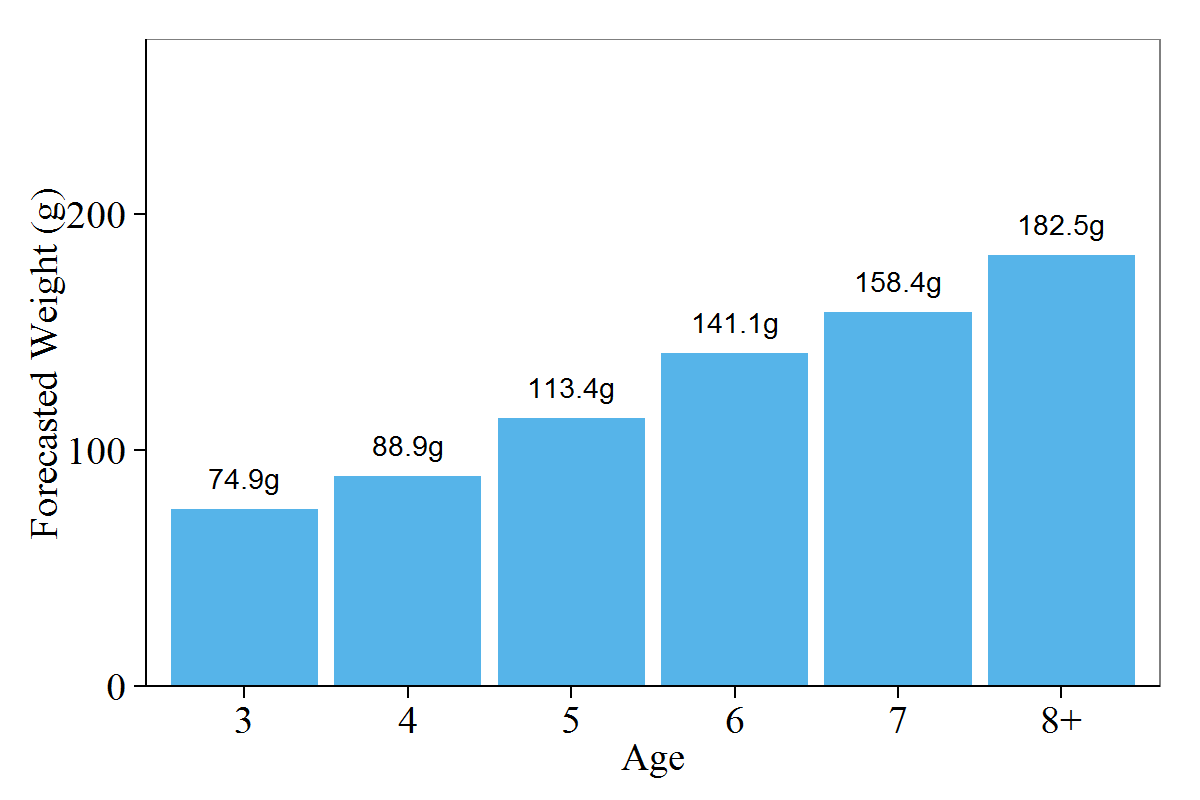 Forecasted Weight (g)
200
100
0
74.9g
88.9g
113.4g
141.1g
158.4g
182.5g
3
4
5
6
7
8+
Age